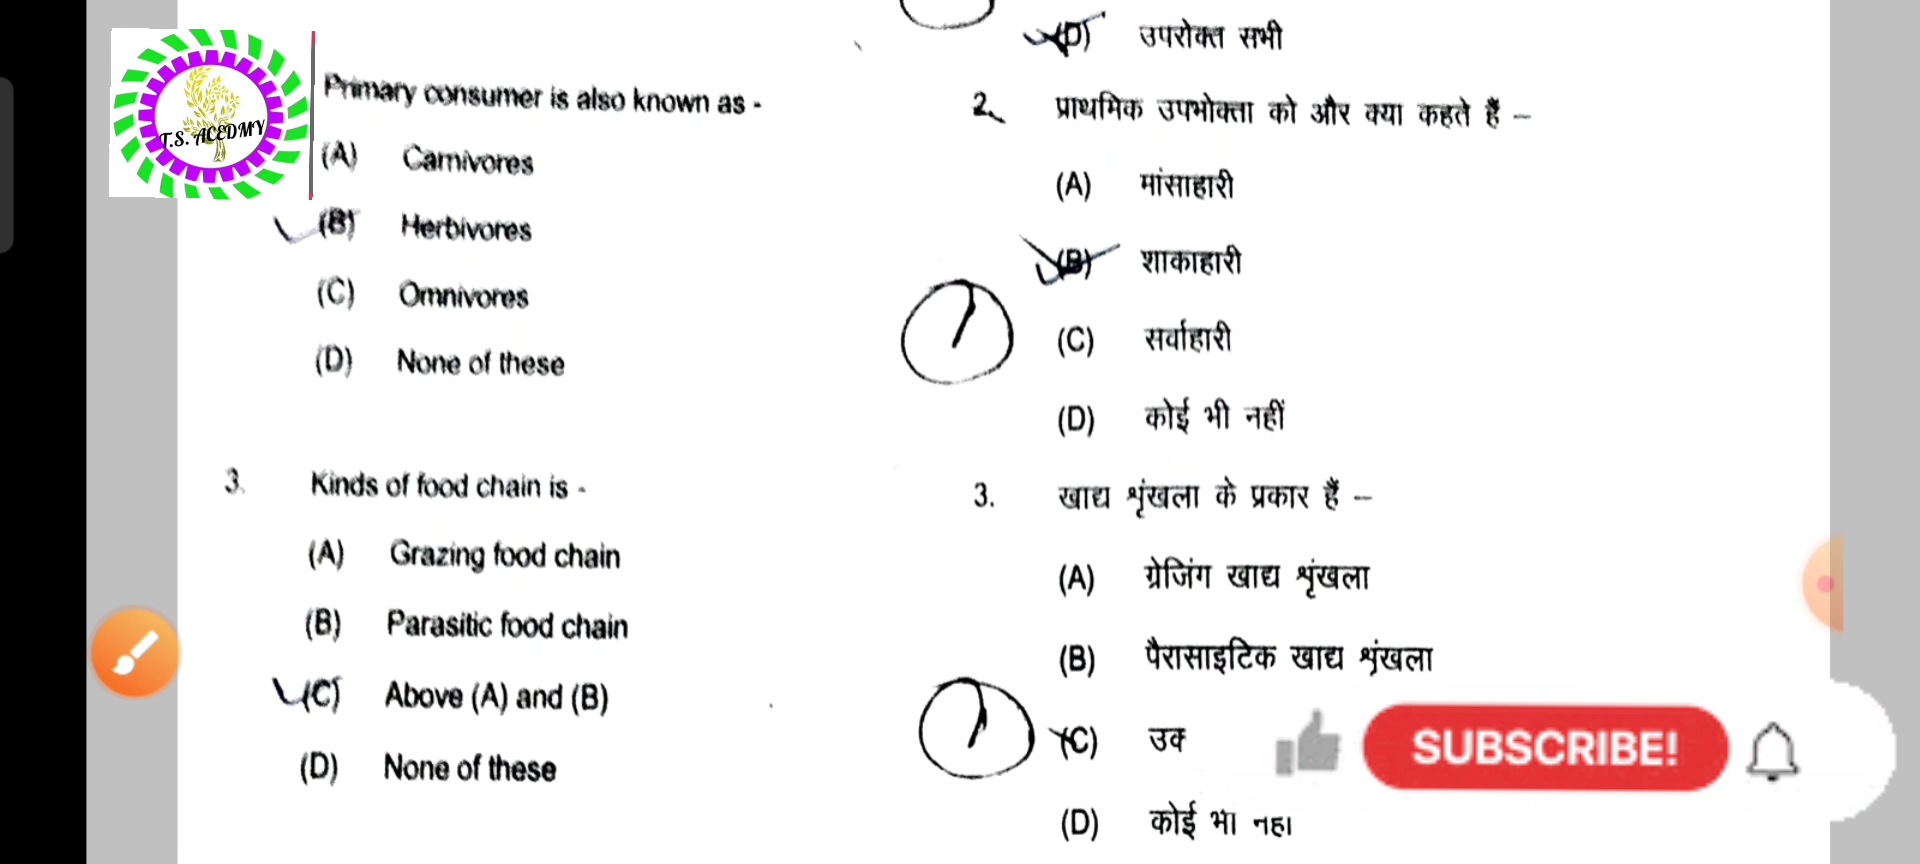 T.S. ACEDMY
Primary consumer is also known as -
(A) Carnivores
(B) Herbivores
(C) Omnivores
(D) None of these
3. Kinds of food chain is -
(A) Grazing food chain
(B) Parasitic food chain
(C) Above (A) and (B)
(D) None of these
(D) उपरोक्त सभी
2. प्राथमिक उपभोक्ता को और क्या कहते हैं –
(A) मांसाहारी
(B) शाकाहारी
(C) सर्वाहारी
(D) कोई भी नहीं
3. खाद्य शृंखला के प्रकार हैं –
(A) ग्रेजिंग खाद्य शृंखला
(B) पैरासाइटिक खाद्य शृंखला
(C)
(D) कोई भी नहीं
SUBSCRIBE!